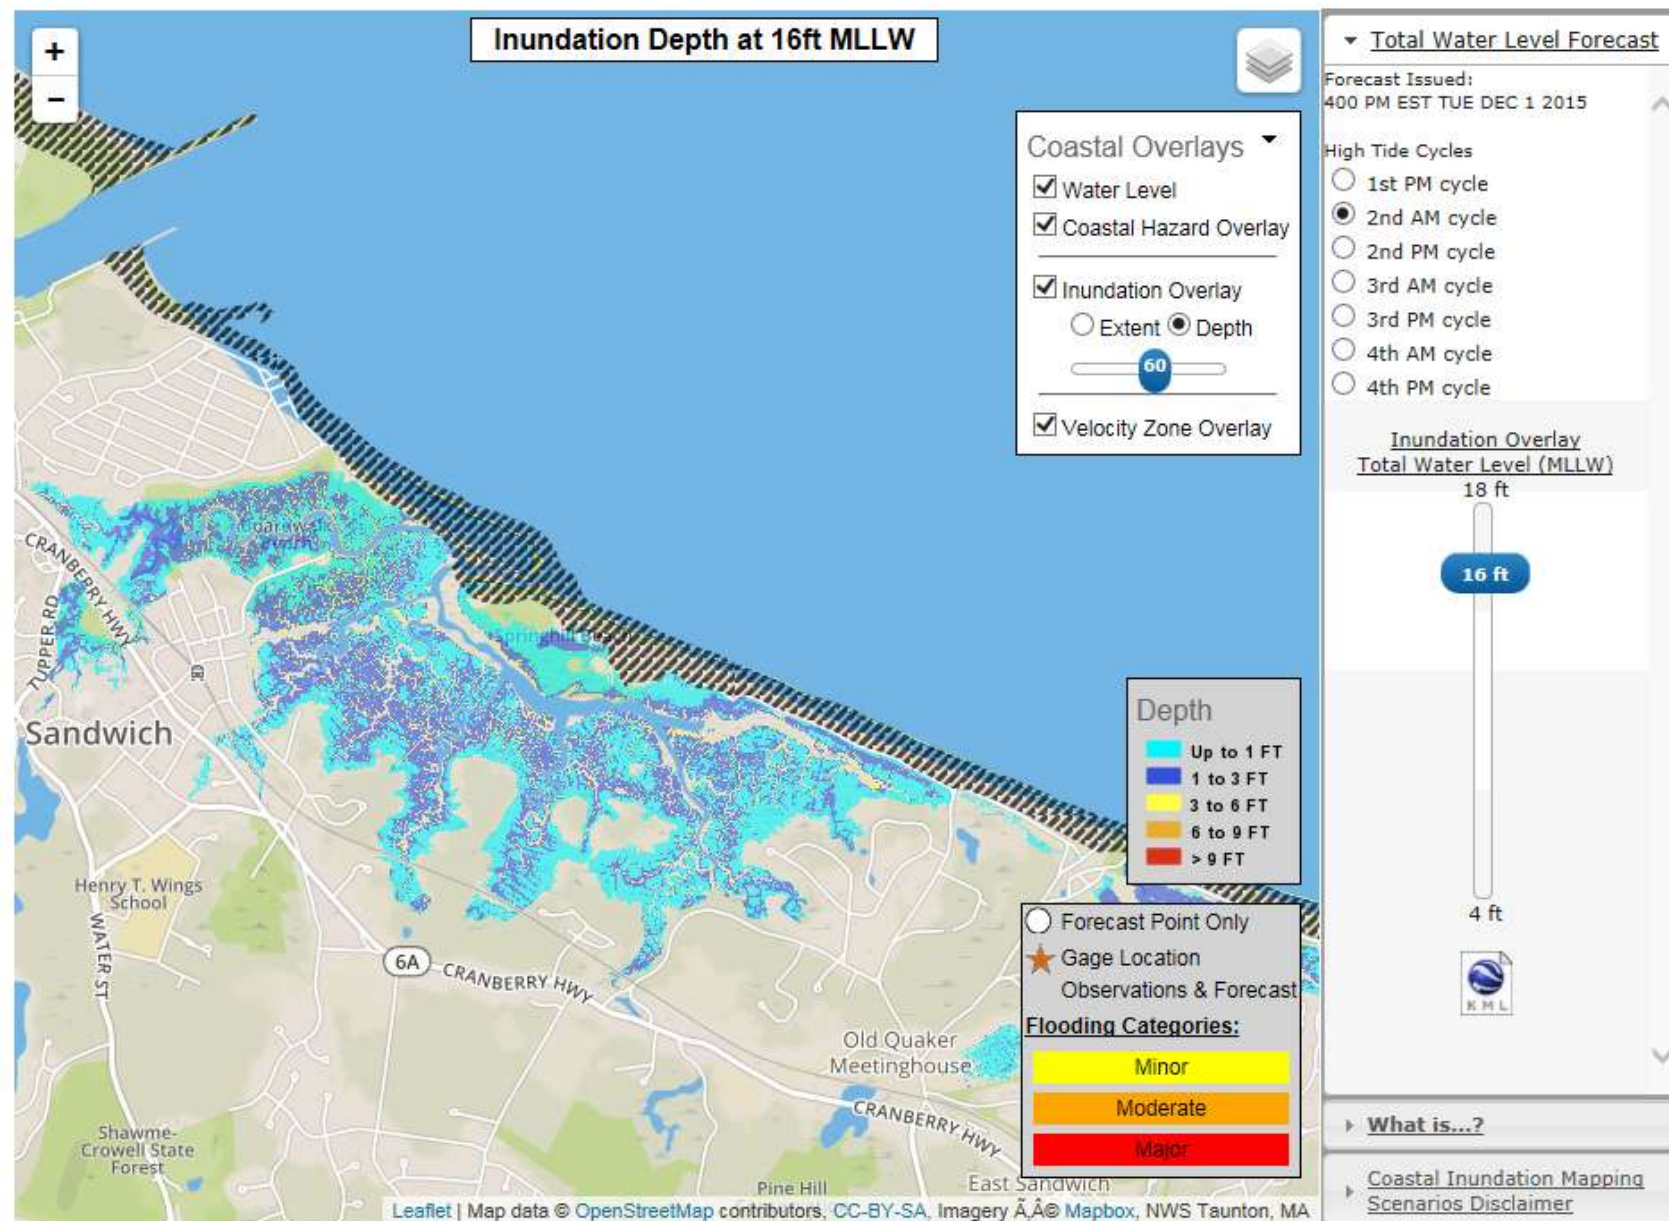 +
−
Inundation Depth at 16ft MLLW
Coastal Overlays
Water Level
Coastal Hazard Overlay
Inundation Overlay
Extent Depth
60
Velocity Zone Overlay
CRANBERRY HWY
TUPPER RD
Springhill Beach
Sandwich
Henry T. Wings
School
WATER ST
6A
CRANBERRY HWY
Old Quaker
Meetinghouse
CRANBERRY HWY
Shawme-
Crowell State
Forest
Pine Hill
East Sandwich
Depth
Up to 1 FT
1 to 3 FT
3 to 6 FT
6 to 9 FT
> 9 FT
Forecast Point Only
Gage Location
Observations & Forecast
Flooding Categories:
Minor
Moderate
Major
Leaflet | Map data © OpenStreetMap contributors, CC-BY-SA, Imagery Ã,Â© Mapbox, NWS Taunton, MA
Total Water Level Forecast
Forecast Issued:
400 PM EST TUE DEC 1 2015
High Tide Cycles
1st PM cycle
2nd AM cycle
2nd PM cycle
3rd AM cycle
3rd PM cycle
4th AM cycle
4th PM cycle
Inundation Overlay
Total Water Level (MLLW)
18 ft
16 ft
4 ft
KML
What is...?
Coastal Inundation Mapping
Scenarios Disclaimer